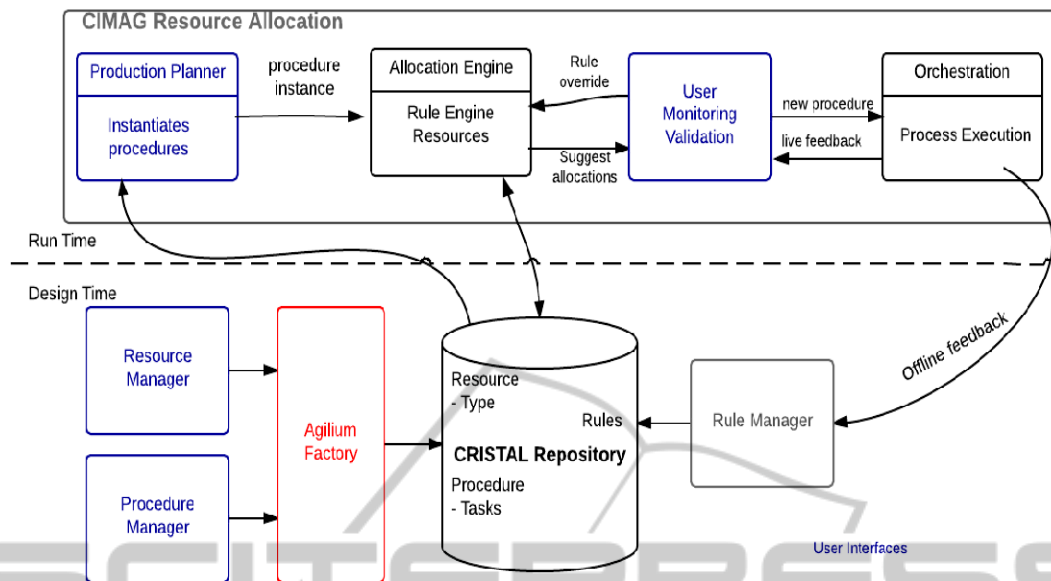 CIMAG Resource Allocation
Production Planner
Instantiates
procedures
procedure
instance
Allocation Engine
Rule Engine
Resources
Rule
override
Suggest
allocations
User
Monitoring
Validation
new procedure
live feedback
Orchestration
Process Execution
Run Time
Design Time
Resource
Manager
Procedure
Manager
Agilium
Factory
Resource
- Type
Rules
CRISTAL Repository
Procedure
- Tasks
Rule Manager
Offline feedback
User Interfaces
SCITEPRESS